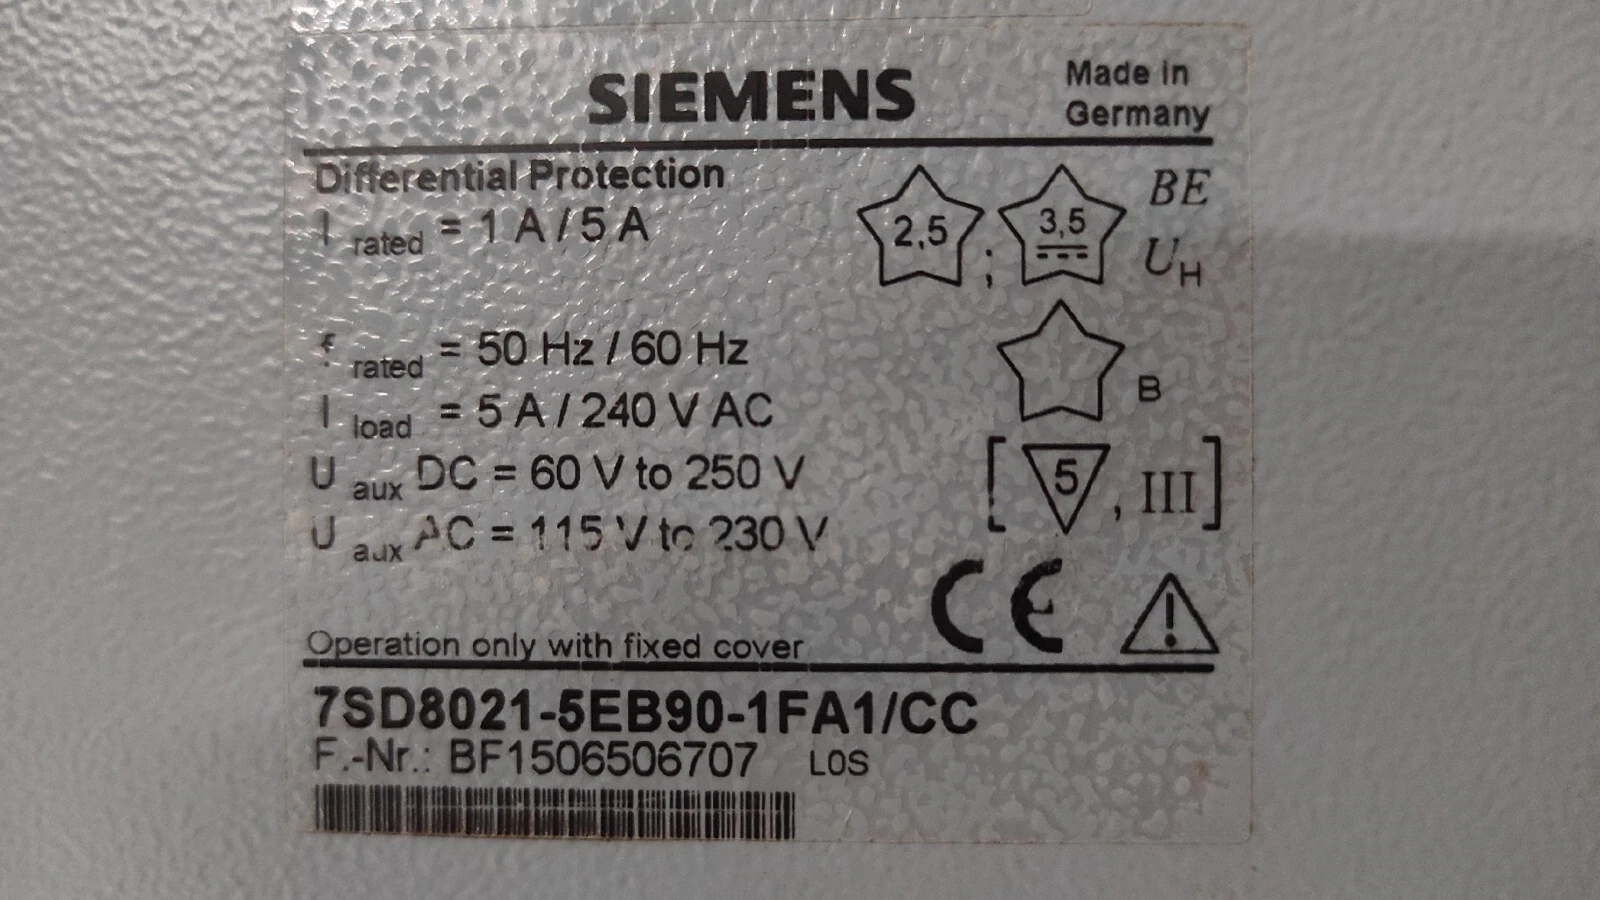 SIEMENS
Made in
Germany
Differential Protection
I rated = 1 A / 5 A
2,5 ; 3,5 BE
U H
f rated = 50 Hz / 60 Hz
B
I load = 5 A / 240 V AC
U aux DC = 60 V to 250 V
[ 5 , III ]
U aux AC = 115 V to 230 V
CE
Operation only with fixed cover
7SD8021-5EB90-1FA1/CC
F.-Nr.: BF1506506707 L0S